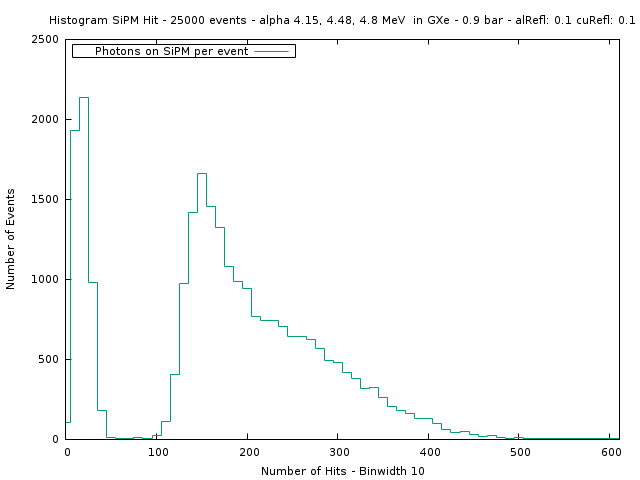 Histogram SiPM Hit - 25000 events - alpha 4.15, 4.48, 4.8 MeV  in GXe - 0.9 bar - alRefl: 0.1 cuRefl: 0.1
Photons on SiPM per event
2500
2000
1500
1000
500
0
Number of Events
0 100 200 300 400 500 600
Number of Hits - Binwidth 10